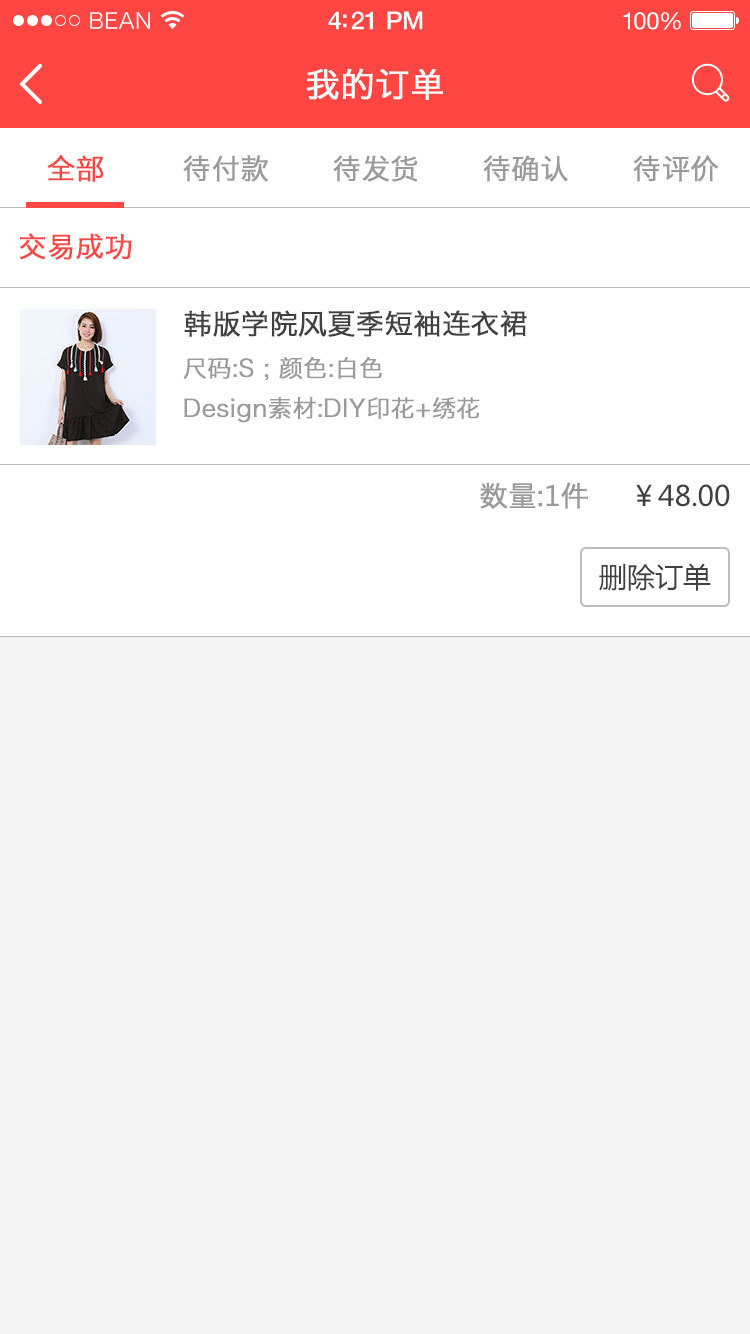 BEAN 4:21 PM 100%
我的订单
全部 待付款 待发货 待确认 待评价
交易成功
韩版学院风夏季短袖连衣裙
尺码:S；颜色:白色
Design素材:DIY印花+绣花
数量:1件 ￥48.00
删除订单